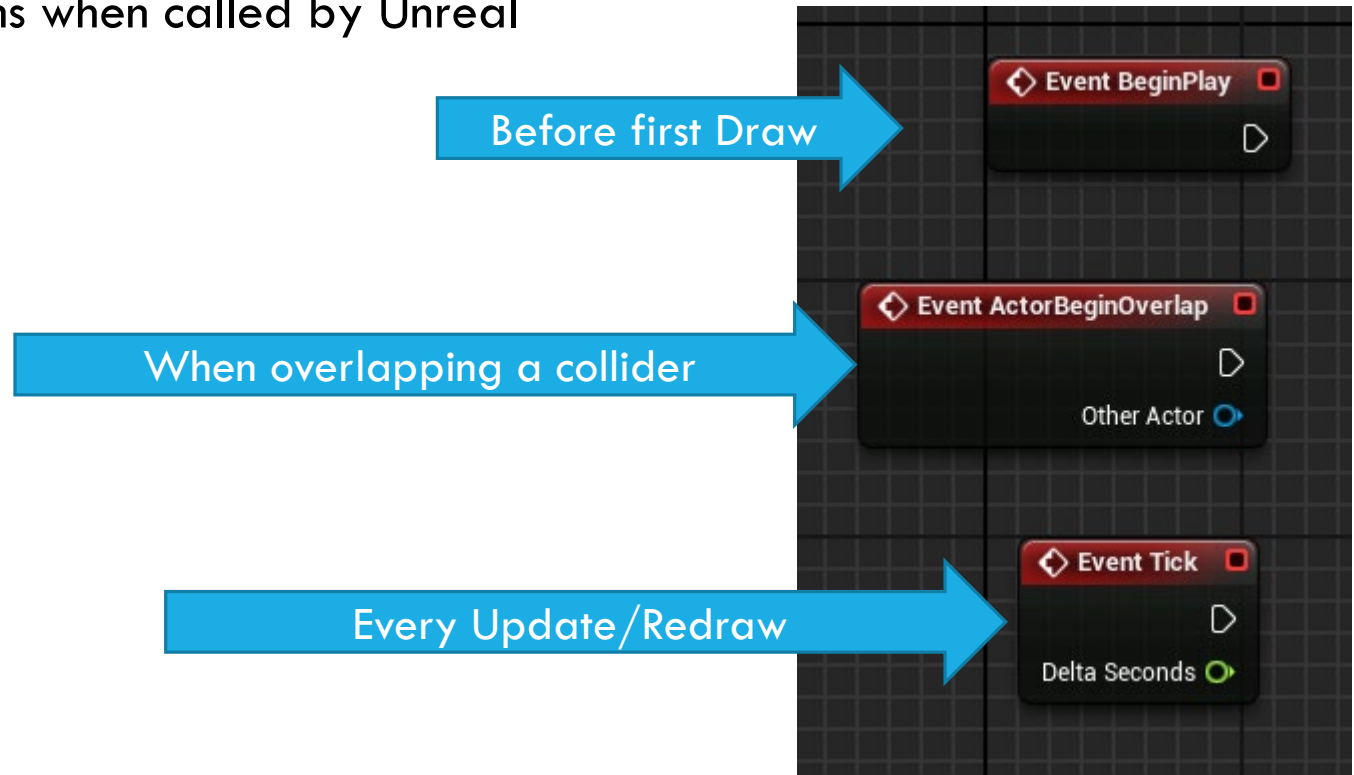 ns when called by Unreal
Before first Draw
Event BeginPlay
When overlapping a collider
Event ActorBeginOverlap
Other Actor
Every Update/Redraw
Event Tick
Delta Seconds